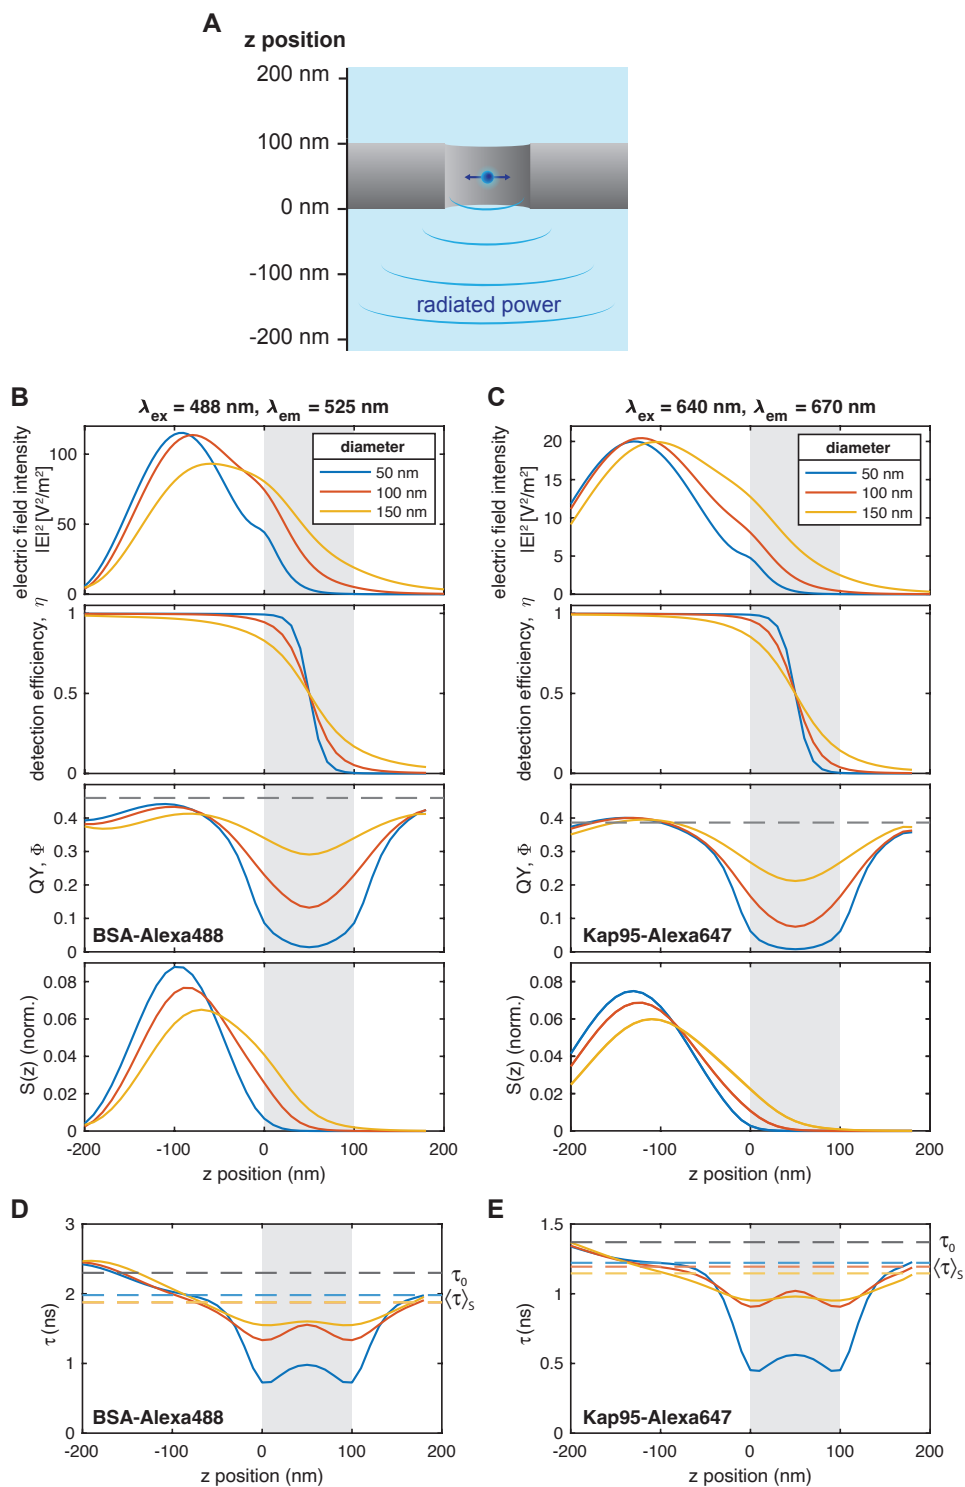 A
z position
200 nm
100 nm
0 nm
-100 nm
-200 nm
radiated power
B
λex = 488 nm, λem = 525 nm
electric field intensity
|E|² [V²/m²]
100
50
0
diameter
50 nm
100 nm
150 nm
detection efficiency, η
1
0.5
0
QY, Φ
0.4
0.3
0.2
0.1
0
BSA-Alexa488
S(z) (norm.)
0.08
0.06
0.04
0.02
0
-200 -100 0 100 200
z position (nm)
C
λex = 640 nm, λem = 670 nm
electric field intensity
|E|² [V²/m²]
20
15
10
5
0
diameter
50 nm
100 nm
150 nm
detection efficiency, η
1
0.5
0
QY, Φ
0.4
0.3
0.2
0.1
0
Kap95-Alexa647
S(z) (norm.)
0.08
0.06
0.04
0.02
0
-200 -100 0 100 200
z position (nm)
D
τ (ns)
3
2
1
0
τ0
⟨τ⟩S
BSA-Alexa488
-200 -100 0 100 200
z position (nm)
E
τ (ns)
1.5
1
0.5
0
τ0
⟨τ⟩S
Kap95-Alexa647
-200 -100 0 100 200
z position (nm)